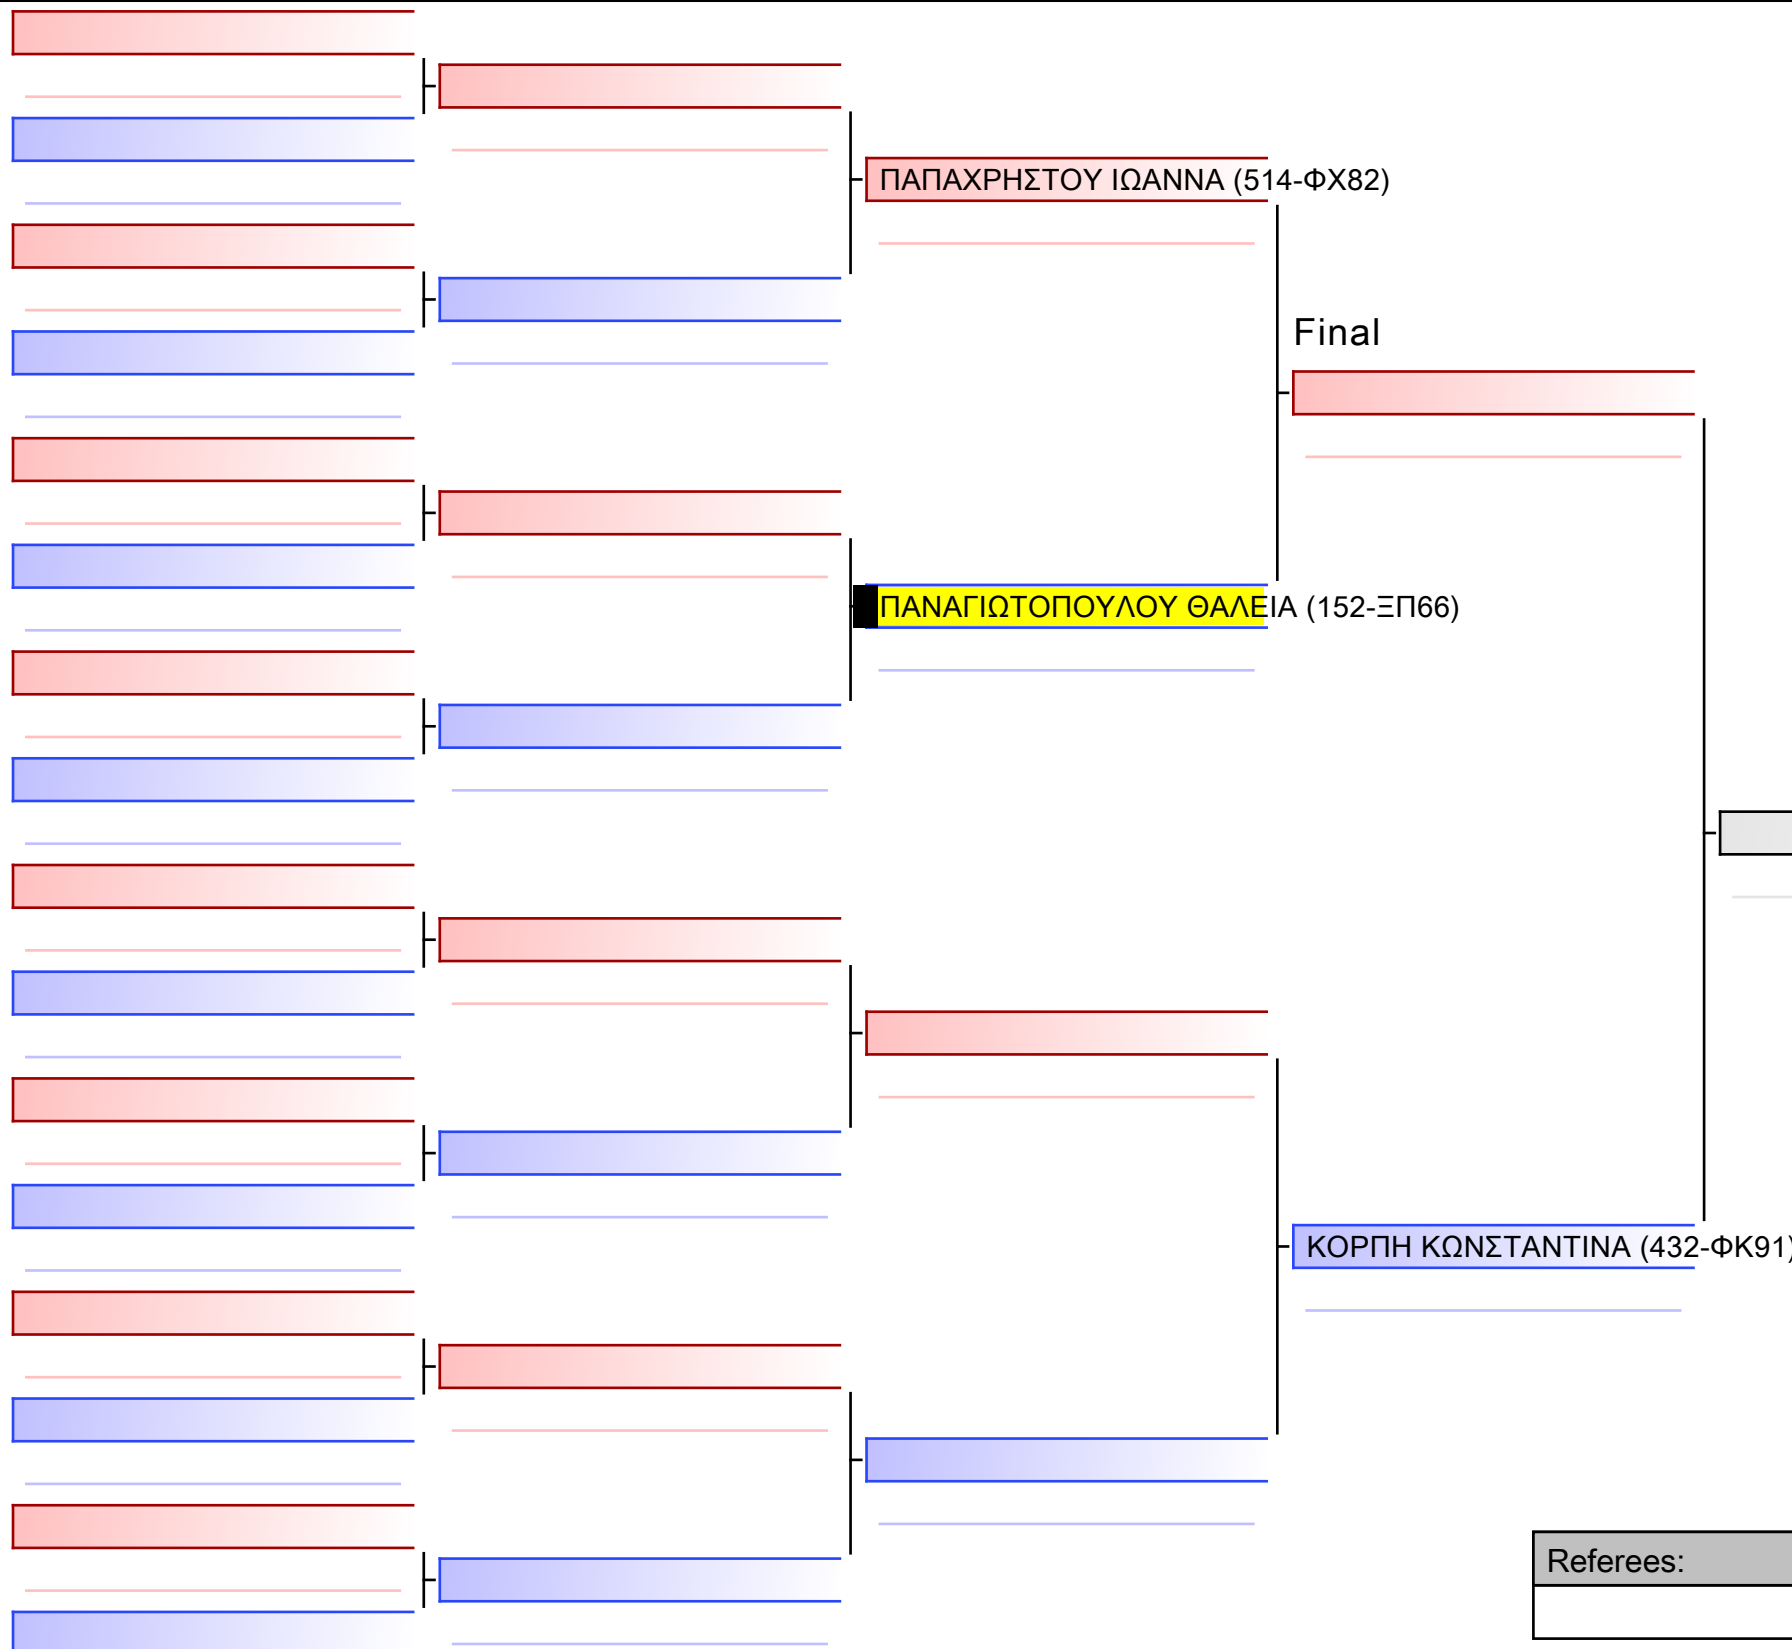 ΠΑΠΑΧΡΗΣΤΟΥ ΙΩΑΝΝΑ (514-ΦΧ82)
Final
ΠΑΝΑΓΙΩΤΟΠΟΥΛΟΥ ΘΑΛΕΙΑ (152-ΞΠ66)
ΚΟΡΠΗ ΚΩΝΣΤΑΝΤΙΝΑ (432-ΦΚ91)
Referees: